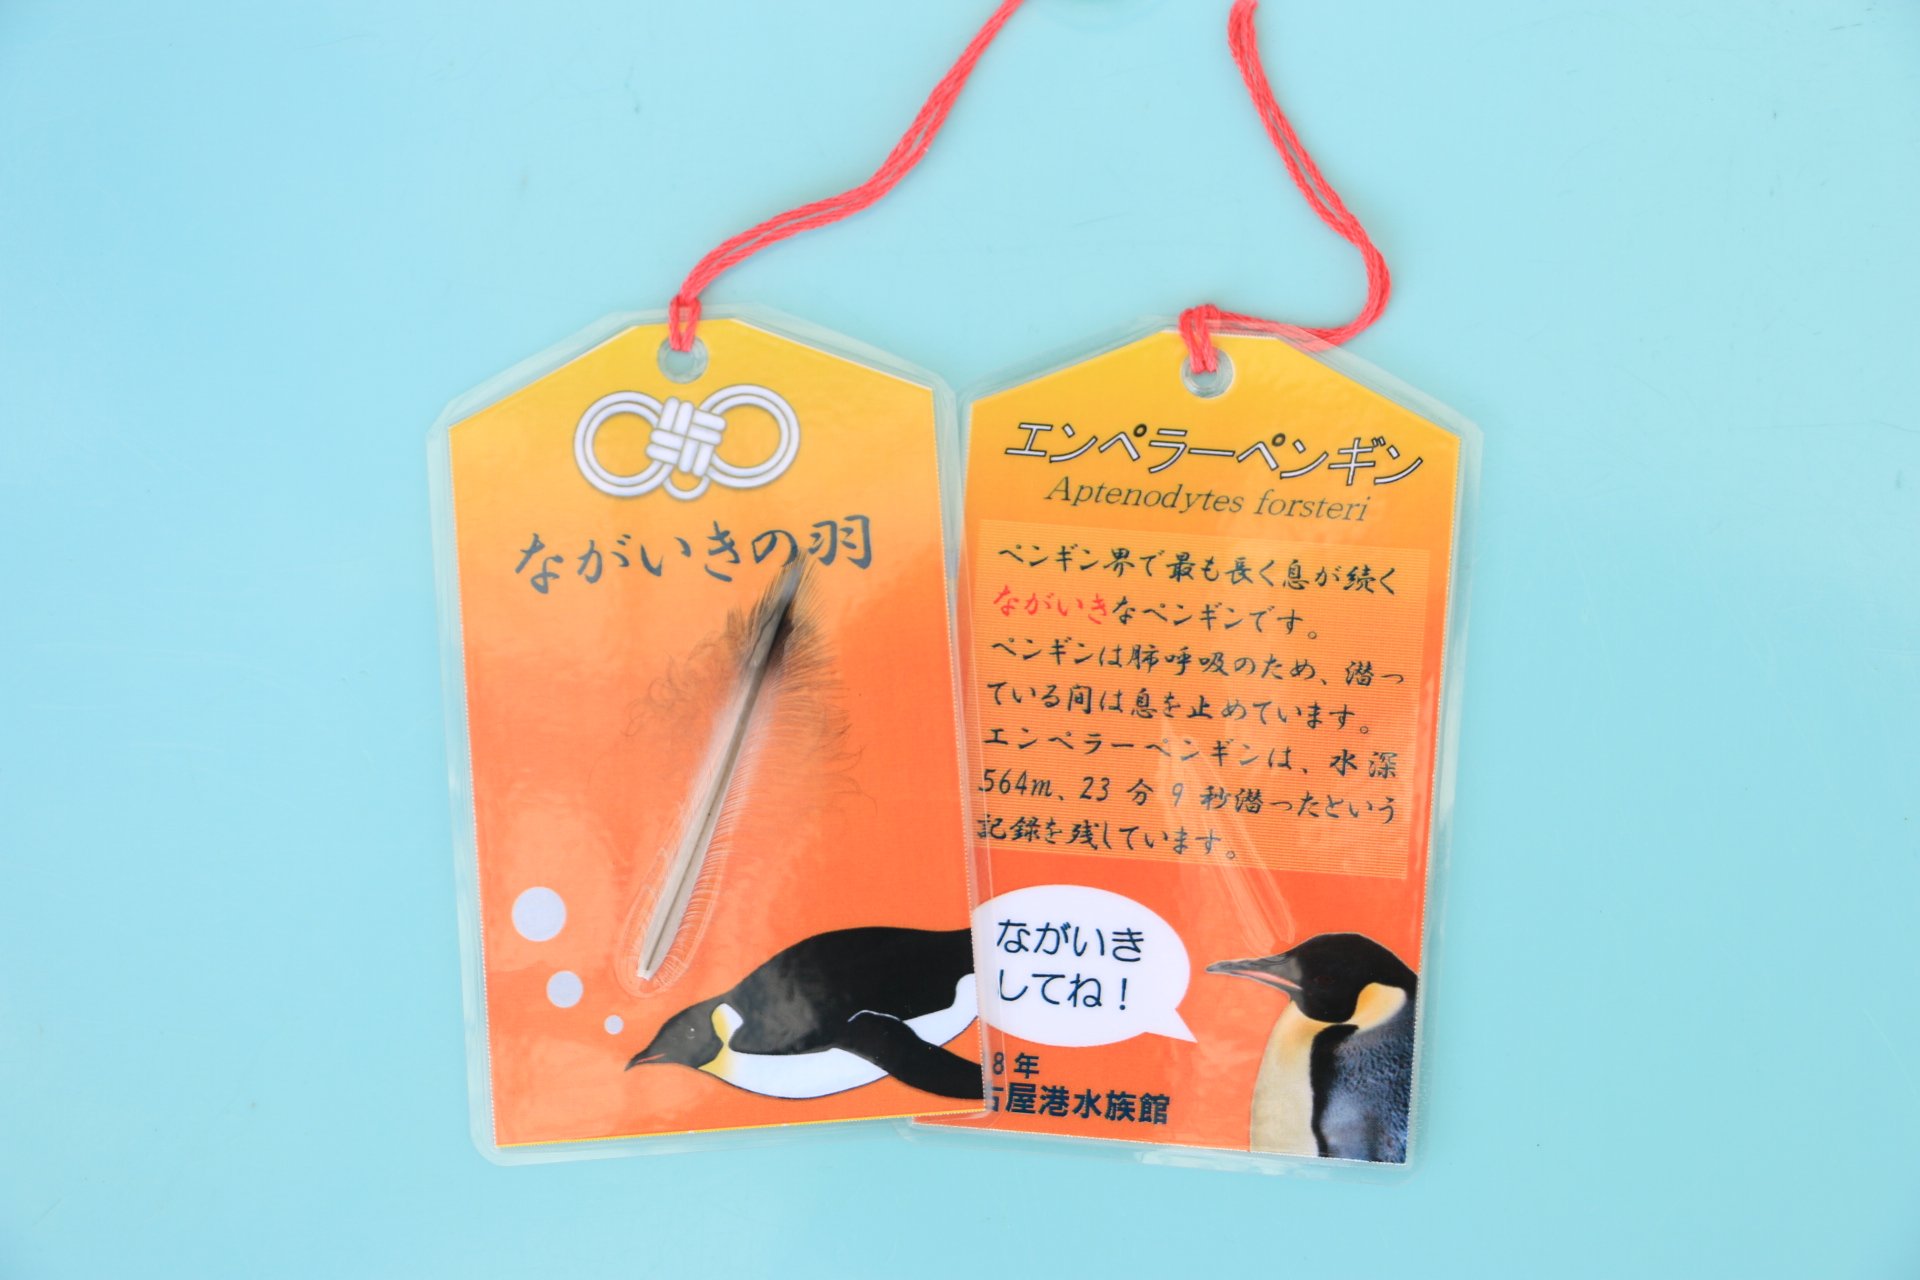 ながいきの羽
エンペラーペンギン
Aptenodytes forsteri
ペンギン界で最も長く息が続く
ながいきなペンギンです。
ペンギンは肺呼吸のため、潜っ
ている間は息を止めています。
エンペラーペンギンは、水深
564m、23分9秒潜ったという
記録を残しています。
ながいき
してね！
8年
屋港水族館